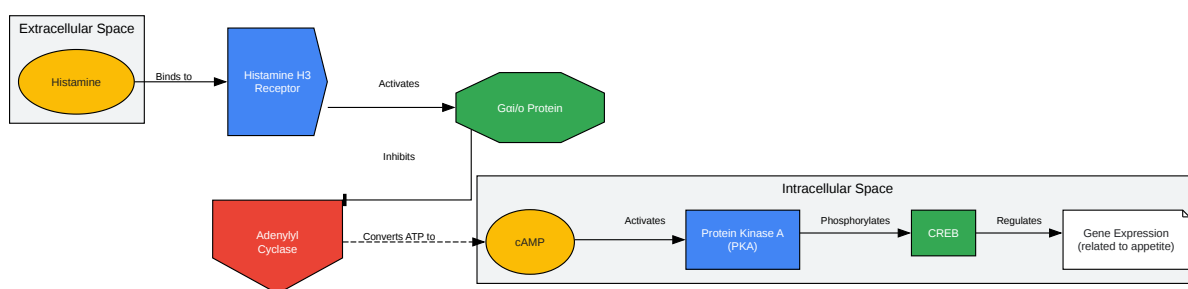 Extracellular Space
Histamine
Binds to
Histamine H3
Receptor
Activates
Gαi/o Protein
Inhibits
Adenylyl
Cyclase
Converts ATP to
Intracellular Space
cAMP
Activates
Protein Kinase A
(PKA)
Phosphorylates
CREB
Regulates
Gene Expression
(related to appetite)